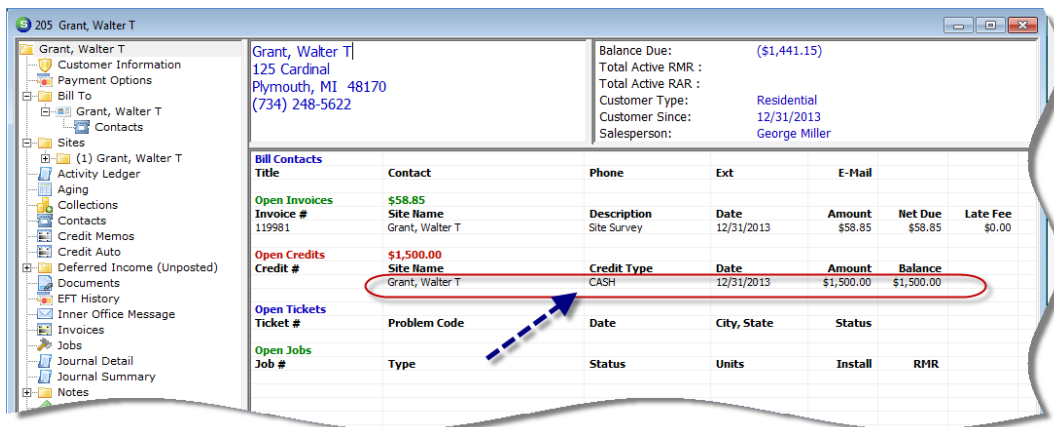 205 Grant, Walter T
Grant, Walter T
Customer Information
Payment Options
Bill To
Grant, Walter T
Contacts
Sites
(1) Grant, Walter T
Activity Ledger
Aging
Collections
Contacts
Credit Memos
Credit Auto
Deferred Income (Unposted)
Documents
EFT History
Inner Office Message
Invoices
Jobs
Journal Detail
Journal Summary
Notes
Grant, Walter T
125 Cardinal
Plymouth, MI 48170
(734) 248-5622
Balance Due: ($1,441.15)
Total Active RMR :
Total Active RAR :
Customer Type: Residential
Customer Since: 12/31/2013
Salesperson: George Miller
Bill Contacts
Title Contact Phone Ext E-Mail
Open Invoices $58.85
Invoice # Site Name Description Date Amount Net Due Late Fee
119981 Grant, Walter T Site Survey 12/31/2013 $58.85 $58.85 $0.00
Open Credits $1,500.00
Credit # Site Name Credit Type Date Amount Balance
Grant, Walter T CASH 12/31/2013 $1,500.00 $1,500.00
Open Tickets
Ticket # Problem Code Date City, State Status
Open Jobs
Job # Type Status Units Install RMR